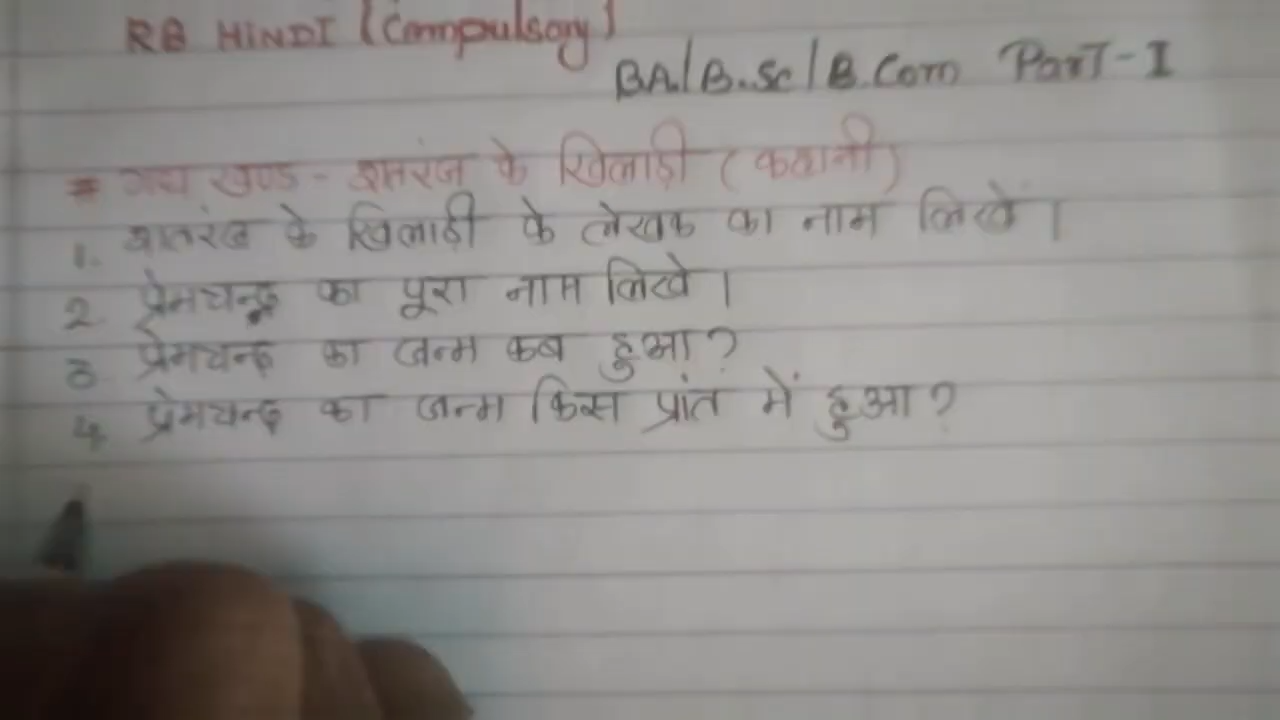 RB HINDI (Compulsory)
BA/B.Sc/B.Com Part-I
= गद्य खण्ड - शतरंज के खिलाड़ी (कहानी)
1. शतरंज के खिलाड़ी के लेखक का नाम लिखें।
2. प्रेमचन्द्र का पूरा नाम लिखे।
3. प्रेमचन्द्र का जन्म कब हुआ?
4. प्रेमचन्द्र का जन्म किस प्रांत में हुआ?